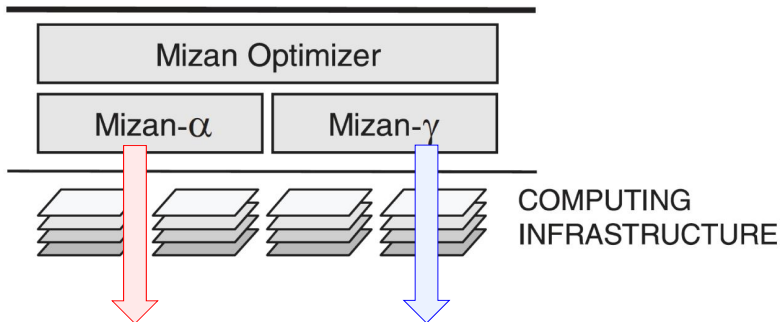 Mizan Optimizer
Mizan-α
Mizan-γ
COMPUTING
INFRASTRUCTURE